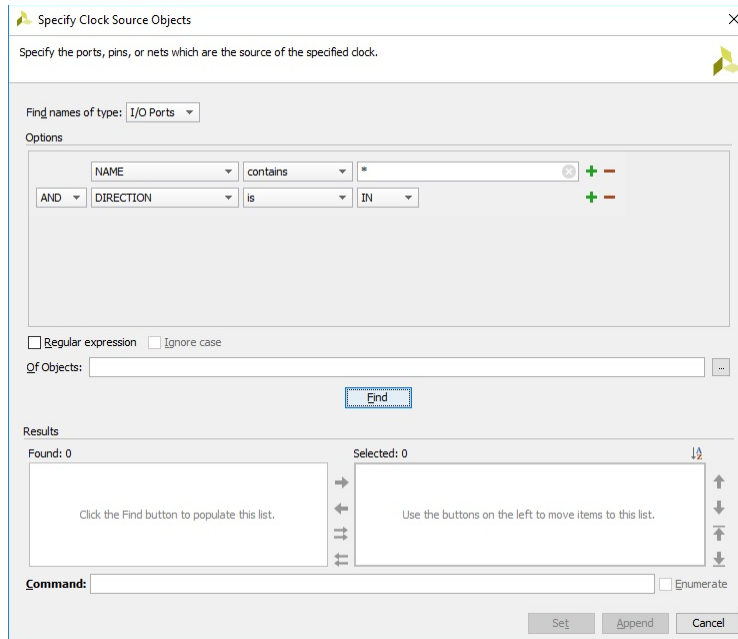 Specify Clock Source Objects
Specify the ports, pins, or nets which are the source of the specified clock.
Find names of type: I/O Ports
Options
NAME contains *
AND DIRECTION is IN
Regular expression Ignore case
Of Objects: ...
Find
Results
Found: 0 Selected: 0
Click the Find button to populate this list. Use the buttons on the left to move items to this list.
Command: Enumerate
Set Append Cancel